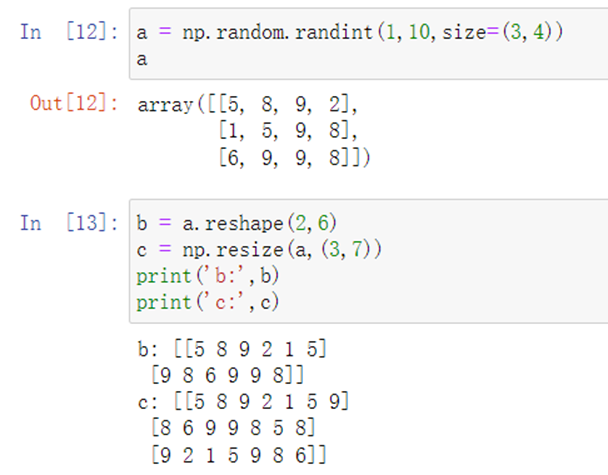 In [12]: a = np.random.randint(1,10,size=(3,4))
a
Out[12]: array([[5, 8, 9, 2],
[1, 5, 9, 8],
[6, 9, 9, 8]])
In [13]: b = a.reshape(2,6)
c = np.resize(a,(3,7))
print('b:',b)
print('c:',c)
b: [[5 8 9 2 1 5]
[9 8 6 9 9 8]]
c: [[5 8 9 2 1 5 9]
[8 6 9 9 8 5 8]
[9 2 1 5 9 8 6]]